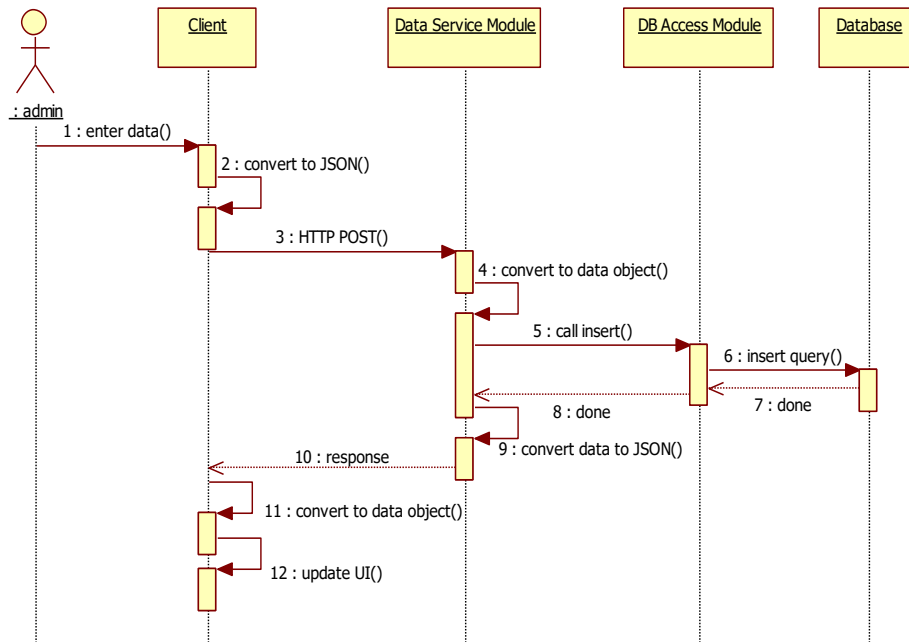 Client
Data Service Module
DB Access Module
Database
: admin
1 : enter data()
2 : convert to JSON()
3 : HTTP POST()
4 : convert to data object()
5 : call insert()
6 : insert query()
7 : done
8 : done
9 : convert data to JSON()
10 : response
11 : convert to data object()
12 : update UI()